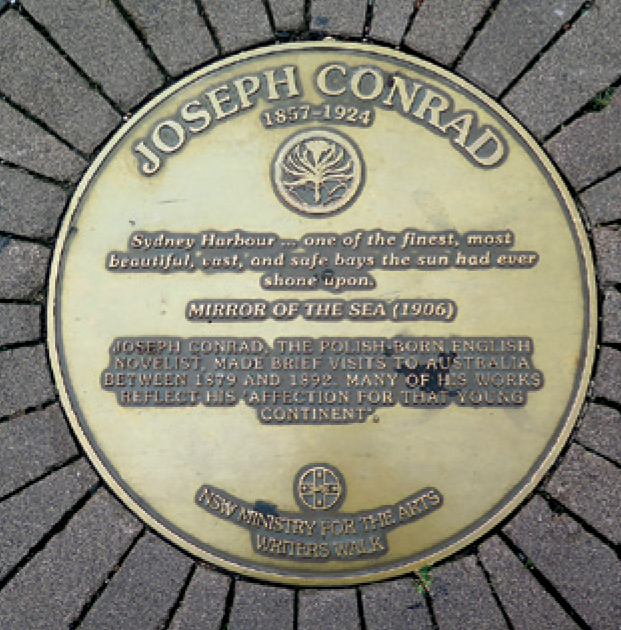 JOSEPH CONRAD
1857-1924
Sydney Harbour ... one of the finest, most
beautiful, vast, and safe bays the sun had ever
shone upon.
MIRROR OF THE SEA (1906)
JOSEPH CONRAD, THE POLISH-BORN ENGLISH
NOVELIST, MADE BRIEF VISITS TO AUSTRALIA
BETWEEN 1879 AND 1892. MANY OF HIS WORKS
REFLECT HIS 'AFFECTION FOR THAT YOUNG
CONTINENT'.
NSW MINISTRY FOR THE ARTS
WRITERS WALK